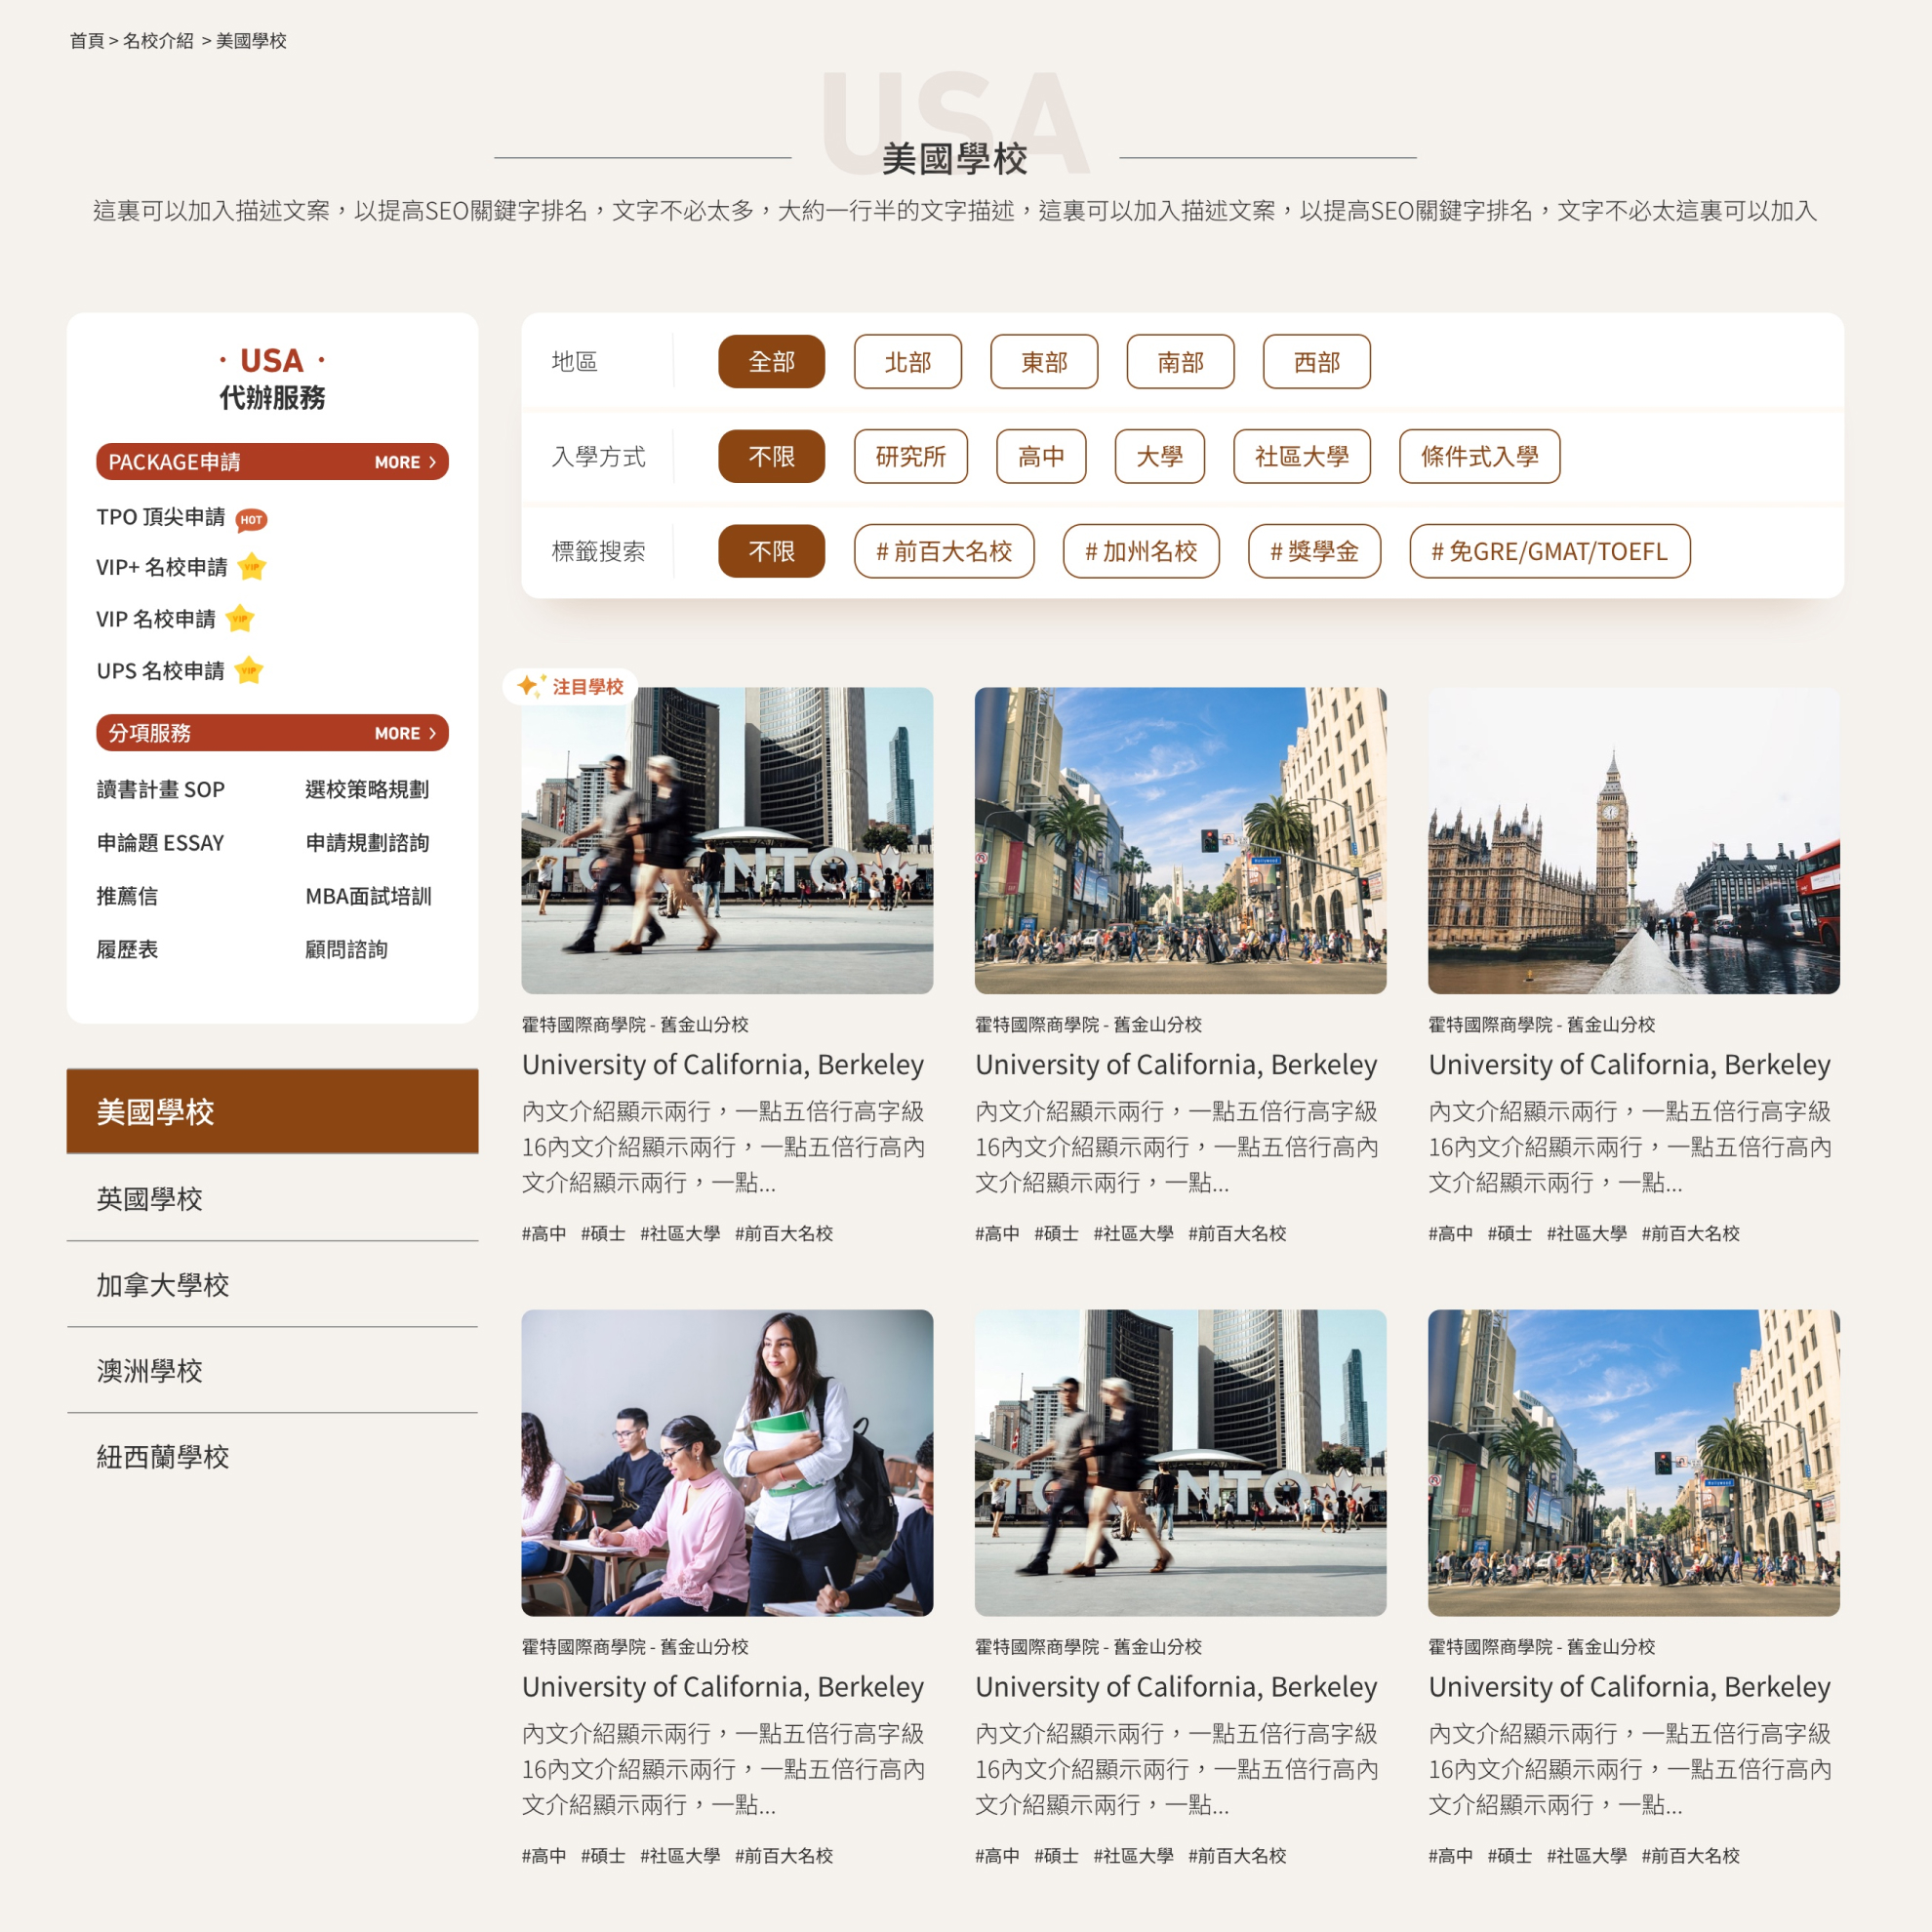 首頁 > 名校介紹 > 美國學校
USA
美國學校
這裏可以加入描述文案，以提高SEO關鍵字排名，文字不必太多，大約一行半的文字描述，這裏可以加入描述文案，以提高SEO關鍵字排名，文字不必太這裏可以加入
· USA ·
代辦服務
PACKAGE申請 MORE >
TPO 頂尖申請 HOT
VIP+ 名校申請 VIP
VIP 名校申請 VIP
UPS 名校申請 VIP
分項服務 MORE >
讀書計畫 SOP 選校策略規劃
申論題 ESSAY 申請規劃諮詢
推薦信 MBA面試培訓
履歷表 顧問諮詢
美國學校
英國學校
加拿大學校
澳洲學校
紐西蘭學校
地區 全部 北部 東部 南部 西部
入學方式 不限 研究所 高中 大學 社區大學 條件式入學
標籤搜索 不限 # 前百大名校 # 加州名校 # 獎學金 # 免GRE/GMAT/TOEFL
注目學校
霍特國際商學院 - 舊金山分校
University of California, Berkeley
內文介紹顯示兩行，一點五倍行高字級
16內文介紹顯示兩行，一點五倍行高內
文介紹顯示兩行，一點...
#高中 #碩士 #社區大學 #前百大名校
霍特國際商學院 - 舊金山分校
University of California, Berkeley
內文介紹顯示兩行，一點五倍行高字級
16內文介紹顯示兩行，一點五倍行高內
文介紹顯示兩行，一點...
#高中 #碩士 #社區大學 #前百大名校
霍特國際商學院 - 舊金山分校
University of California, Berkeley
內文介紹顯示兩行，一點五倍行高字級
16內文介紹顯示兩行，一點五倍行高內
文介紹顯示兩行，一點...
#高中 #碩士 #社區大學 #前百大名校
霍特國際商學院 - 舊金山分校
University of California, Berkeley
內文介紹顯示兩行，一點五倍行高字級
16內文介紹顯示兩行，一點五倍行高內
文介紹顯示兩行，一點...
#高中 #碩士 #社區大學 #前百大名校
霍特國際商學院 - 舊金山分校
University of California, Berkeley
內文介紹顯示兩行，一點五倍行高字級
16內文介紹顯示兩行，一點五倍行高內
文介紹顯示兩行，一點...
#高中 #碩士 #社區大學 #前百大名校
霍特國際商學院 - 舊金山分校
University of California, Berkeley
內文介紹顯示兩行，一點五倍行高字級
16內文介紹顯示兩行，一點五倍行高內
文介紹顯示兩行，一點...
#高中 #碩士 #社區大學 #前百大名校